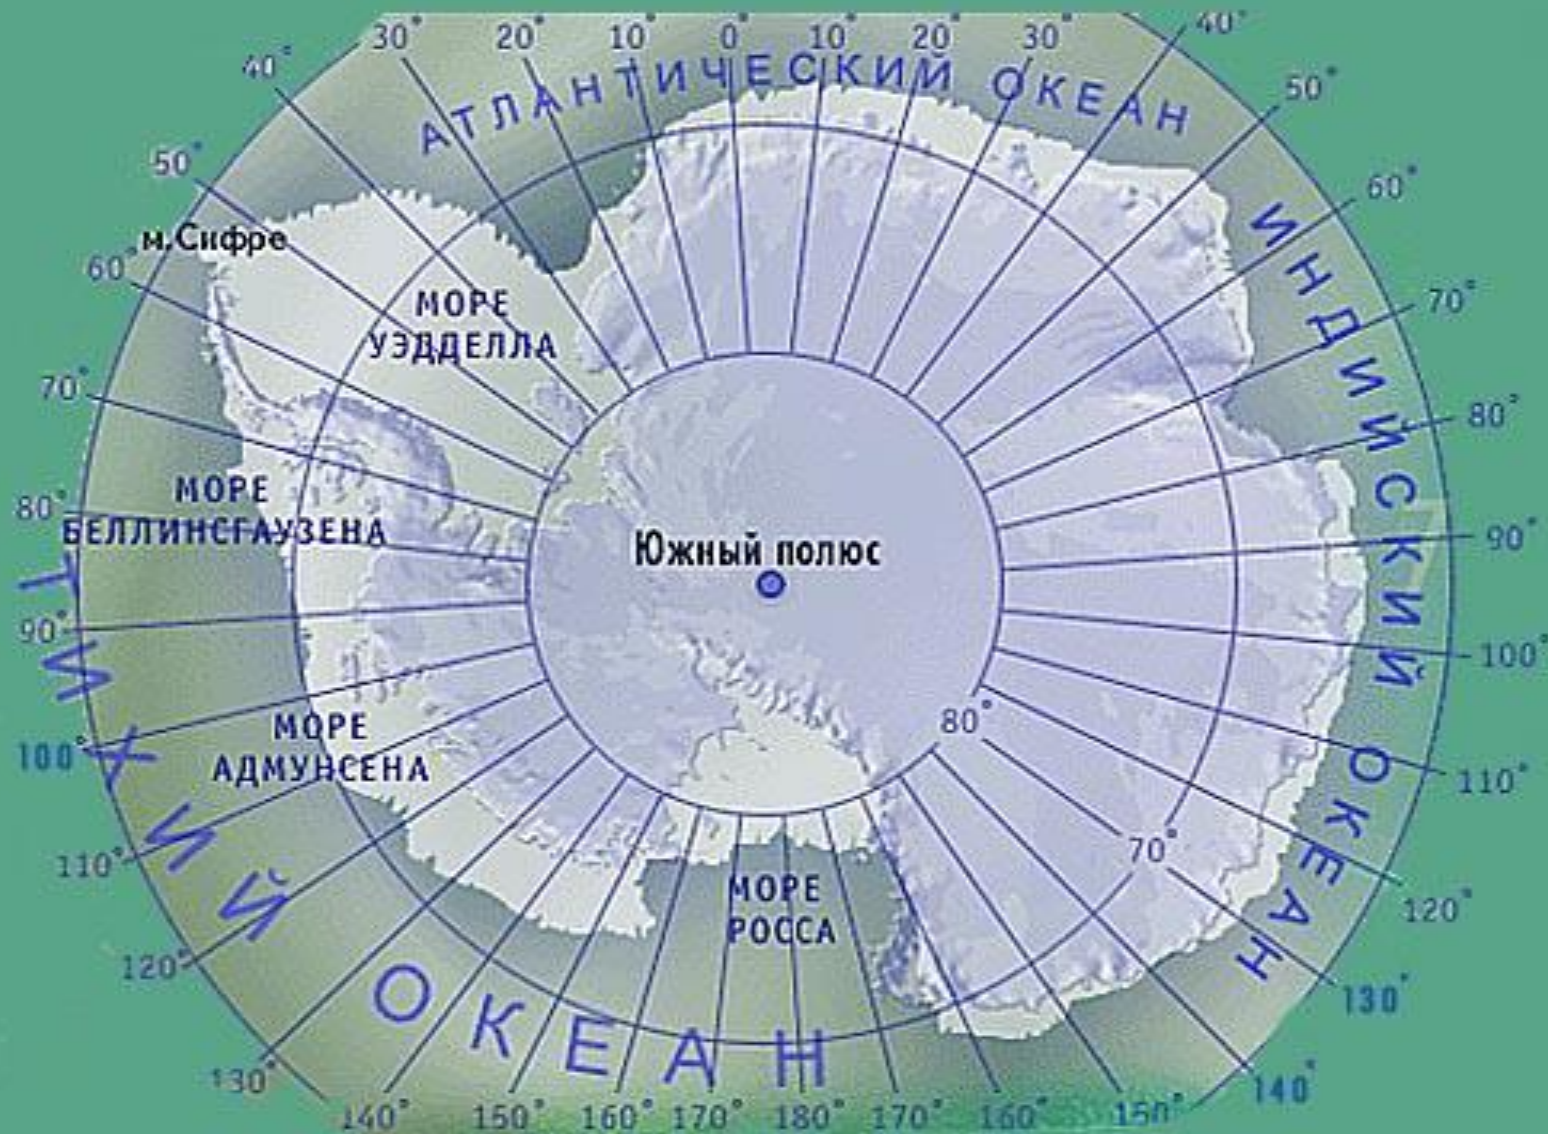 30° 20° 10° 0° 10° 20° 30° 40°
40°
50°
АТЛАНТИЧЕСКИЙ ОКЕАН
50°
60°
м.Сифре
60°
ИНДИЙСКИЙ ОКЕАН
70°
МОРЕ
УЭДДЕЛЛА
70°
80°
МОРЕ
БЕЛЛИНСГАУЗЕНА
80°
90°
Южный полюс
ТИХИЙ
90°
100°
80°
МОРЕ
АДМУНСЕНА
100°
110°
70°
110°
МОРЕ
РОССА
120°
120°
130°
ОКЕАН
130°
140°
140° 150° 160° 170° 180° 170° 160° 150°